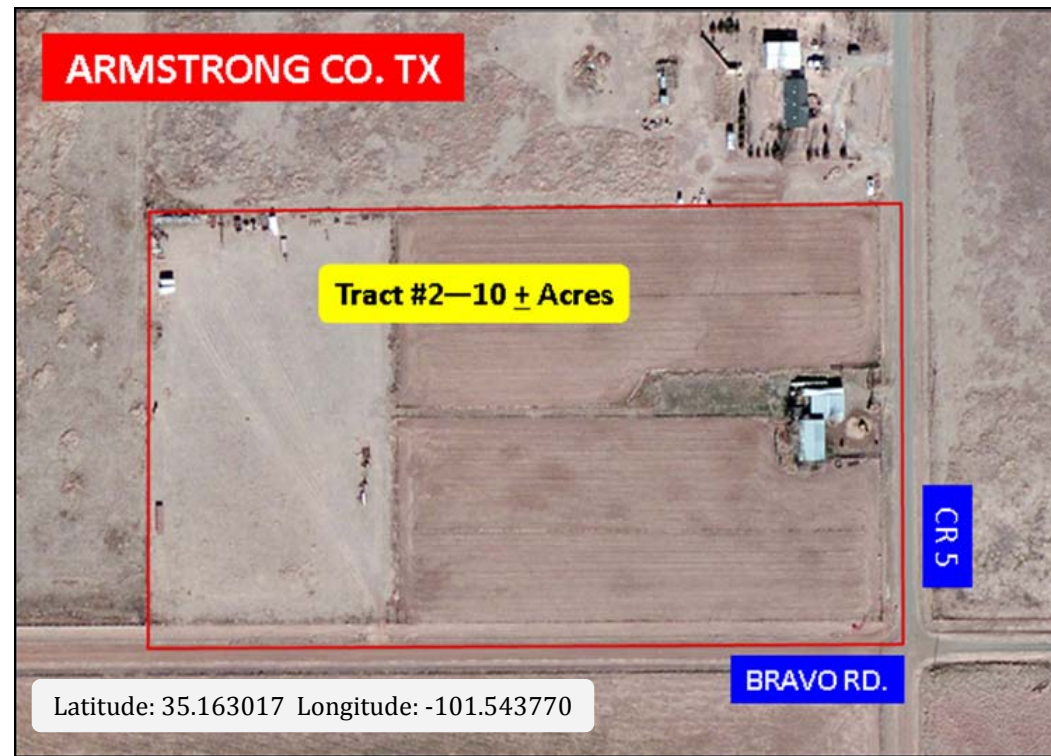 ARMSTRONG CO. TX
Tract #2—10 ± Acres
CR 5
BRAVO RD.
Latitude: 35.163017 Longitude: -101.543770